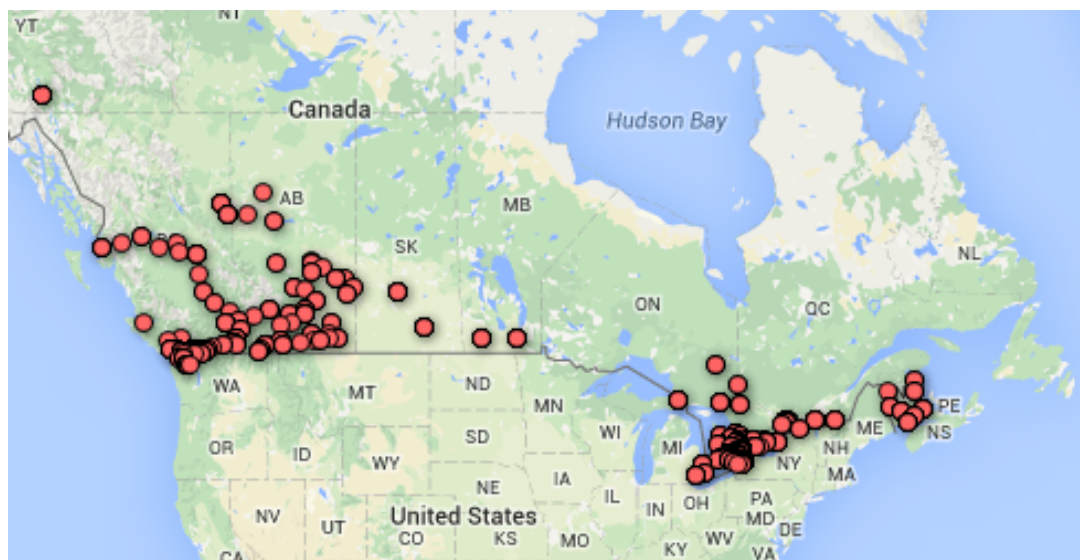 YT
NT
Canada
Hudson Bay
AB
MB
SK
NL
ON
QC
WA
MT
ND
MN
ME
PE
NS
OR
ID
SD
WI
MI
NY
NH
WY
MA
NE
IA
IL
IN
OH
PA
NV
UT
CO
United States
KS
MO
KY
WV
MD
DE
VA
CA